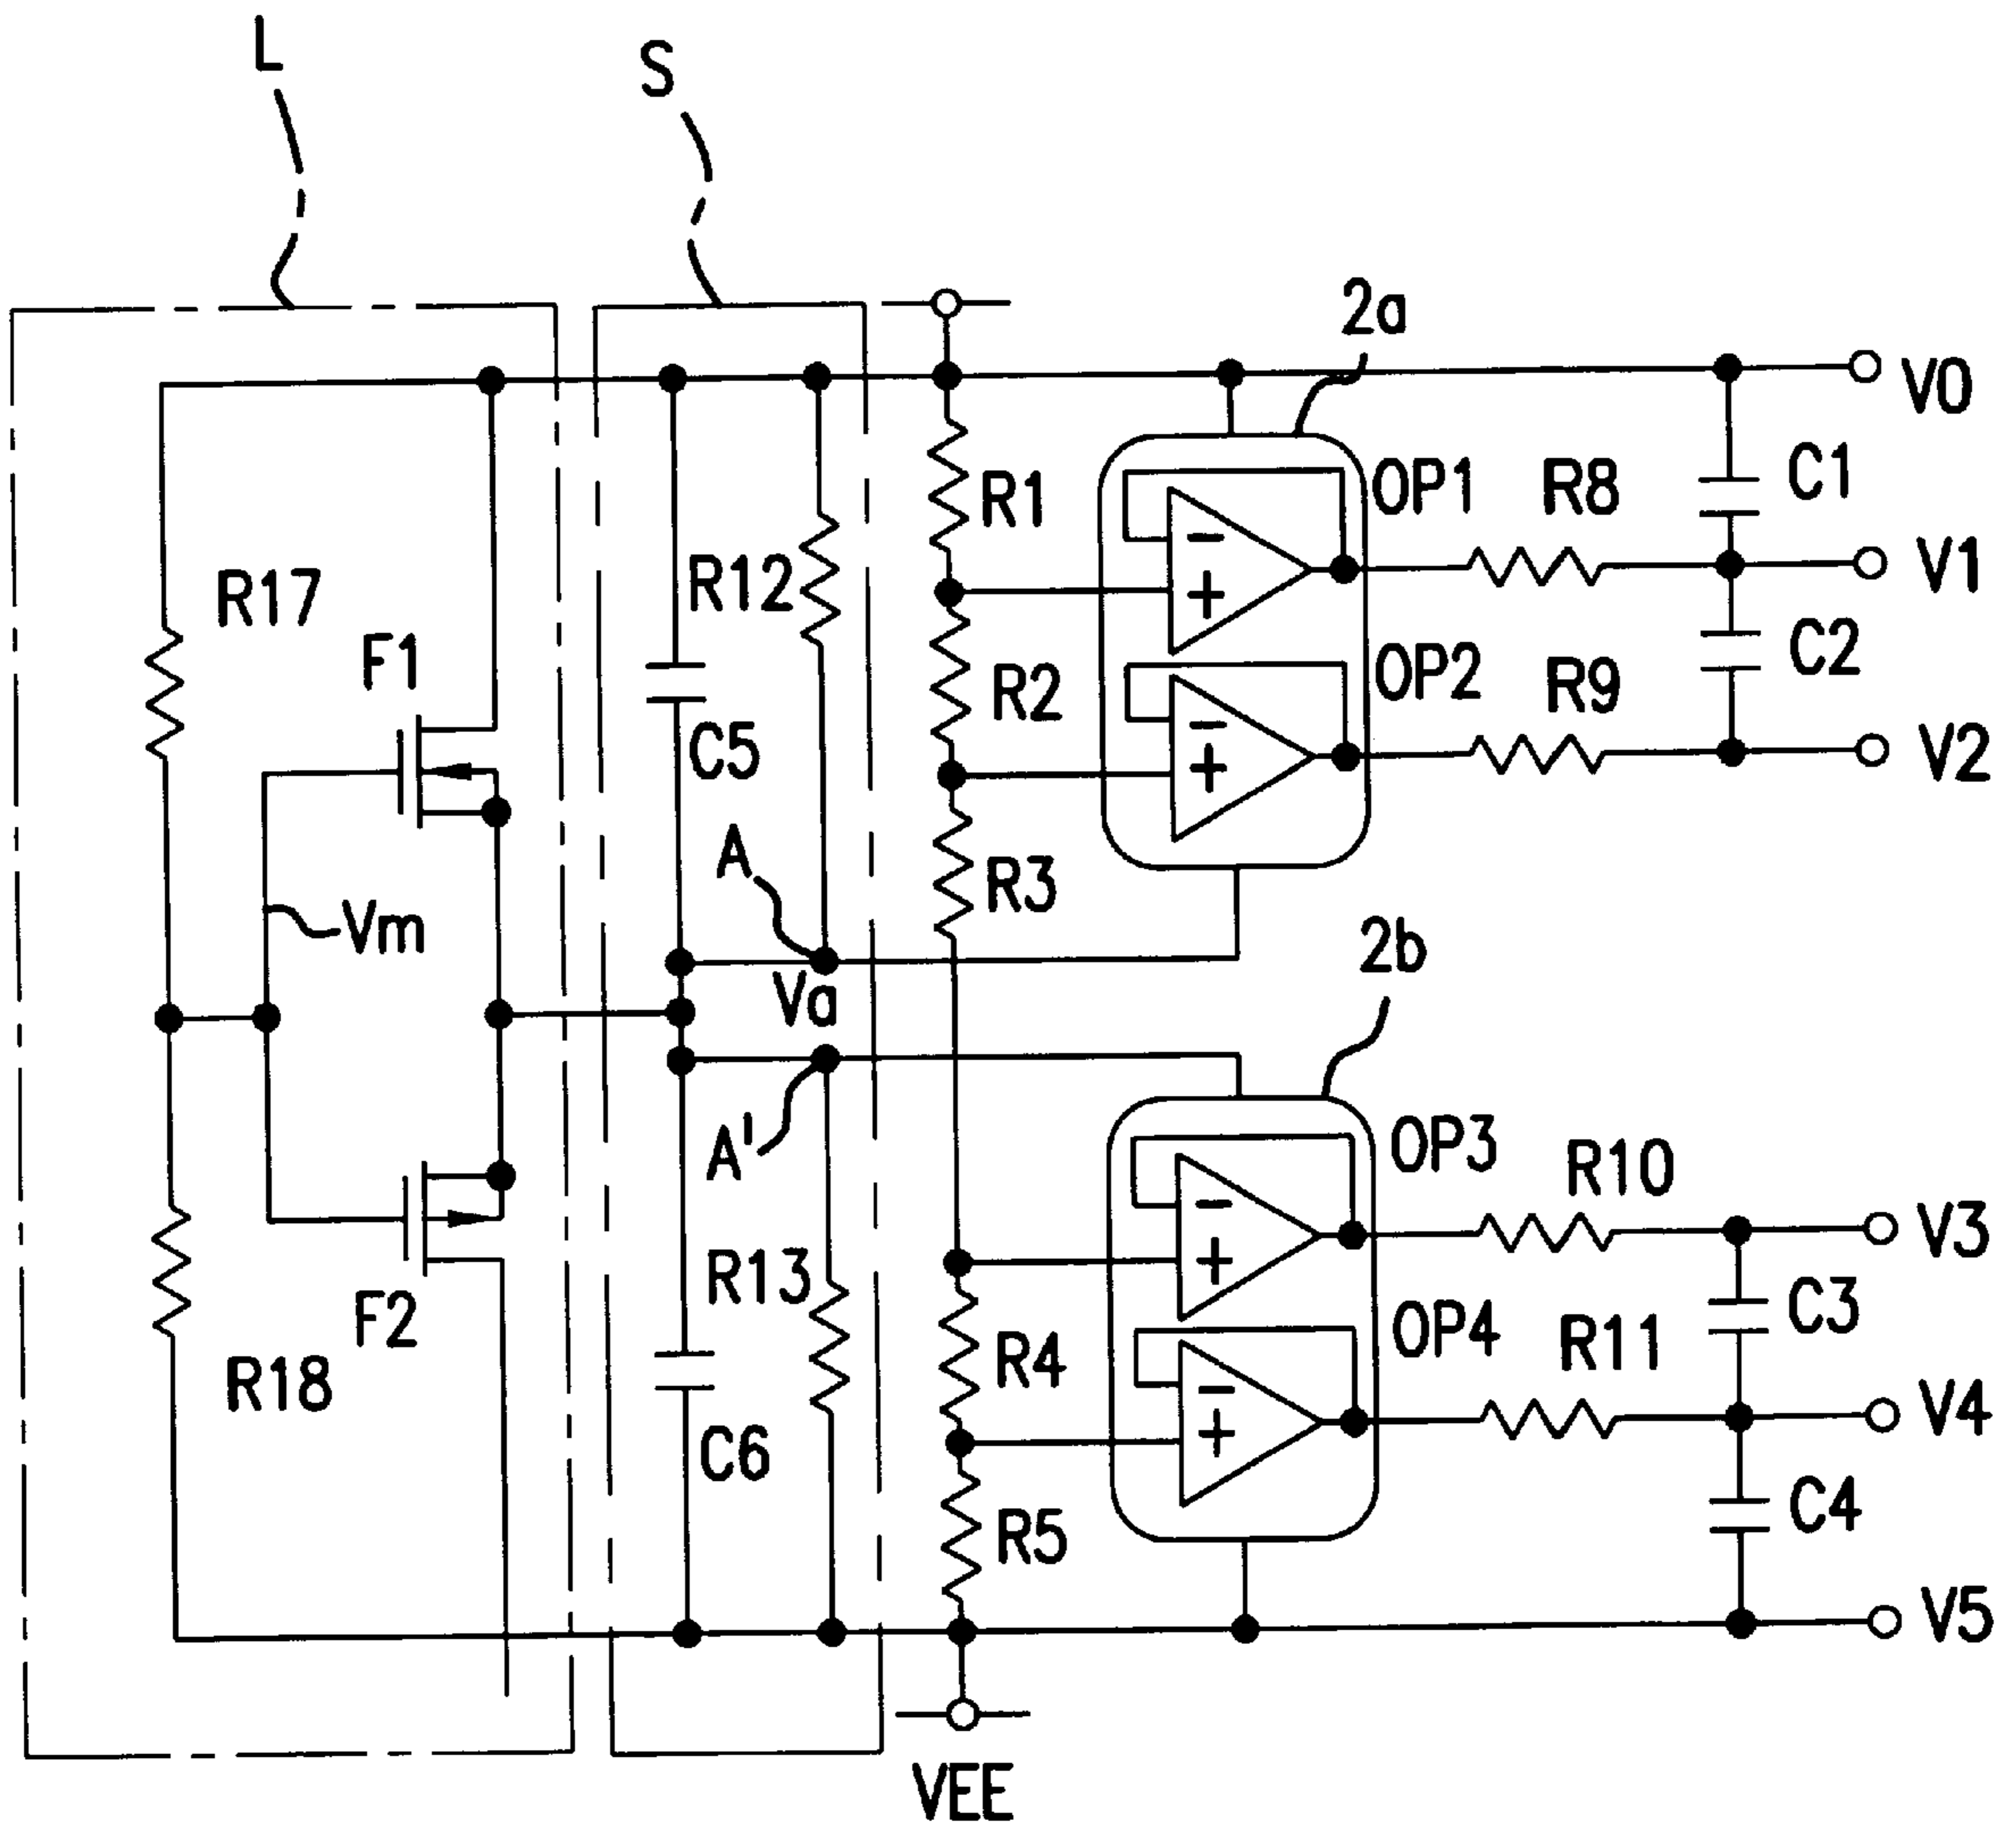 L
S
2a
V0
R1
OP1
R8
C1
−
+
V1
R17
R12
F1
R2
OP2
R9
C2
−
+
V2
C5
A
R3
Vm
Va
2b
A'
OP3
R10
−
+
V3
R13
F2
R4
OP4
R11
C3
−
+
V4
R18
C6
R5
C4
V5
VEE